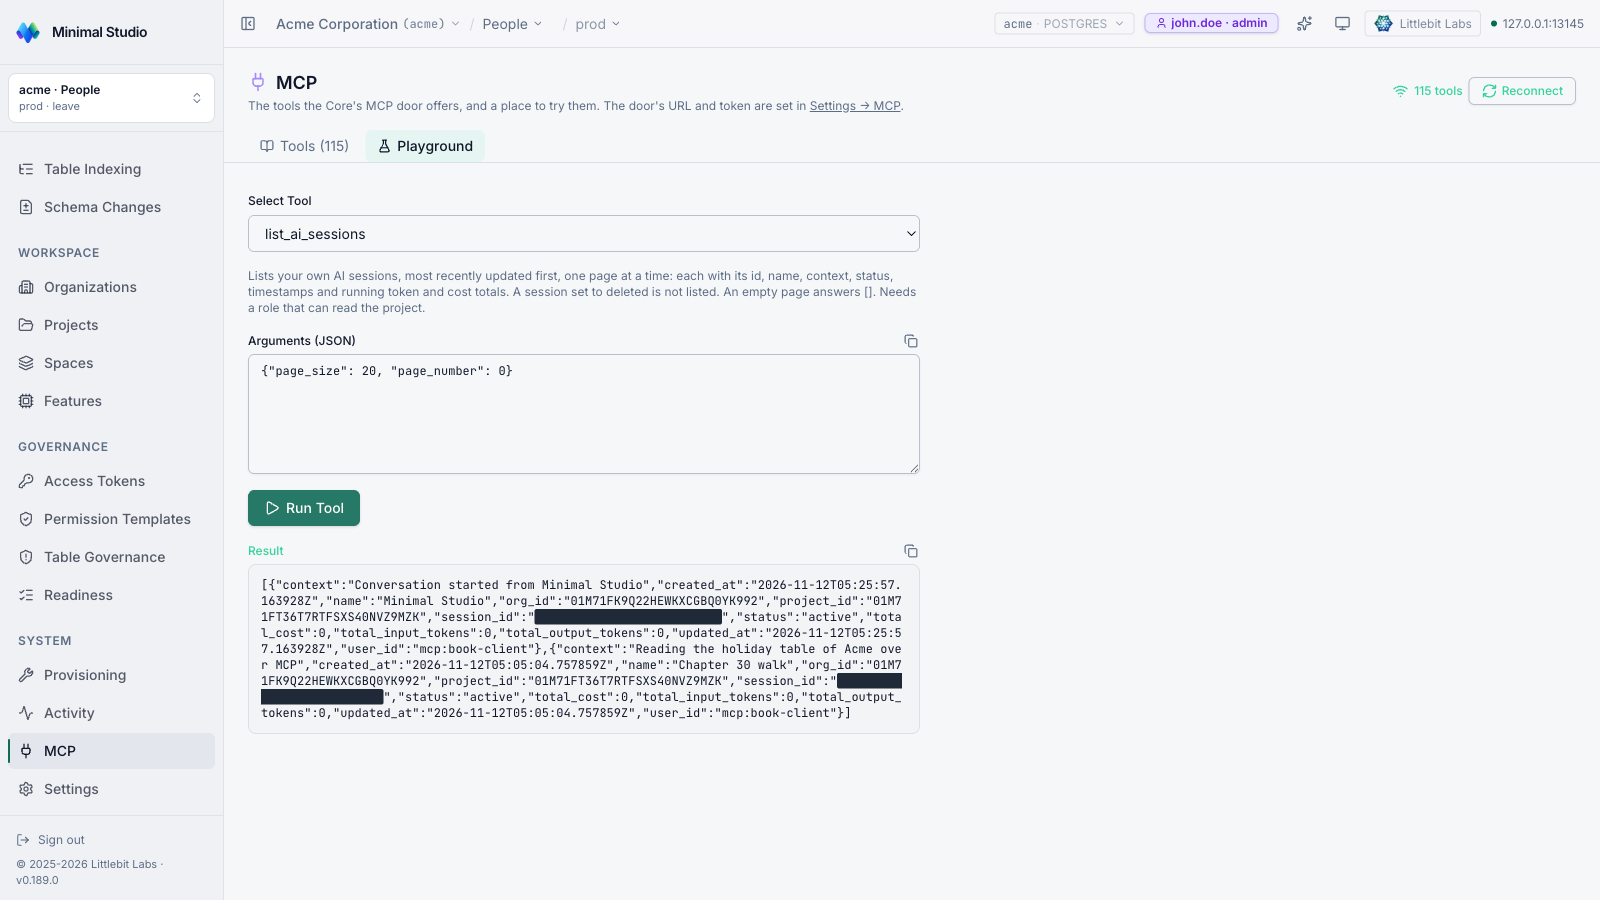 Minimal Studio
acme · People
prod · leave
Table Indexing
Schema Changes
WORKSPACE
Organizations
Projects
Spaces
Features
GOVERNANCE
Access Tokens
Permission Templates
Table Governance
Readiness
SYSTEM
Provisioning
Activity
MCP
Settings
Sign out
© 2025-2026 Littlebit Labs ·
v0.189.0
Acme Corporation (acme) / People / prod
acme · POSTGRES
john.doe · admin
Littlebit Labs
127.0.0.1:13145
MCP
The tools the Core's MCP door offers, and a place to try them. The door's URL and token are set in Settings → MCP.
115 tools
Reconnect
Tools (115)
Playground
Select Tool
list_ai_sessions
Lists your own AI sessions, most recently updated first, one page at a time: each with its id, name, context, status,
timestamps and running token and cost totals. A session set to deleted is not listed. An empty page answers []. Needs
a role that can read the project.
Arguments (JSON)
{"page_size": 20, "page_number": 0}
Run Tool
Result
[{"context":"Conversation started from Minimal Studio","created_at":"2026-11-12T05:25:57.
163928Z","name":"Minimal Studio","org_id":"01M71FK9Q22HEWKXCGBQ0YK992","project_id":"01M7
1FT36T7RTFSXS40NVZ9MZK","session_id":"","status":"active","tota
l_cost":0,"total_input_tokens":0,"total_output_tokens":0,"updated_at":"2026-11-12T05:25:5
7.163928Z","user_id":"mcp:book-client"},{"context":"Reading the holiday table of Acme ove
r MCP","created_at":"2026-11-12T05:05:04.757859Z","name":"Chapter 30 walk","org_id":"01M7
1FK9Q22HEWKXCGBQ0YK992","project_id":"01M71FT36T7RTFSXS40NVZ9MZK","session_id":"
","status":"active","total_cost":0,"total_input_tokens":0,"total_output_
tokens":0,"updated_at":"2026-11-12T05:05:04.757859Z","user_id":"mcp:book-client"}]